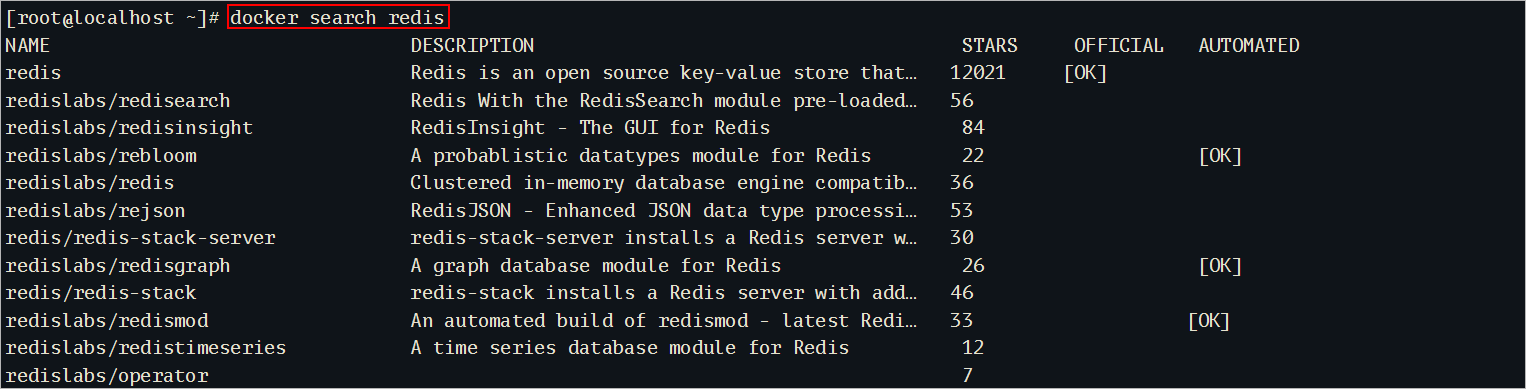 [root@localhost ~]# docker search redis
NAME DESCRIPTION STARS OFFICIAL AUTOMATED
redis Redis is an open source key-value store that… 12021 [OK]
redislabs/redisearch Redis With the RedisSearch module pre-loaded… 56
redislabs/redisinsight RedisInsight - The GUI for Redis 84
redislabs/rebloom A probablistic datatypes module for Redis 22 [OK]
redislabs/redis Clustered in-memory database engine compatib… 36
redislabs/rejson RedisJSON - Enhanced JSON data type processi… 53
redis/redis-stack-server redis-stack-server installs a Redis server w… 30
redislabs/redisgraph A graph database module for Redis 26 [OK]
redis/redis-stack redis-stack installs a Redis server with add… 46
redislabs/redismod An automated build of redismod - latest Redi… 33 [OK]
redislabs/redistimeseries A time series database module for Redis 12
redislabs/operator 7